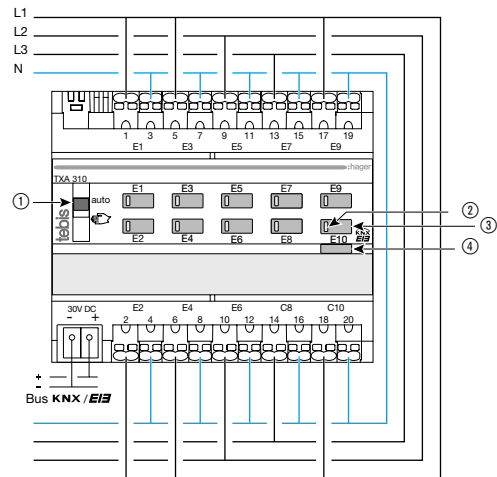 L1
L2
L3
N
1 3 5 7 9 11 13 15 17 19
E1 E3 E5 E7 E9
:hager
TXA 310
① auto
tebis
E1 E3 E5 E7 E9
②
③
E2 E4 E6 E8 E10
KNX
EIB
④
30V DC
- +
E2 E4 E6 C8 C10
2 4 6 8 10 12 14 16 18 20
+
-
Bus KNX / EIB